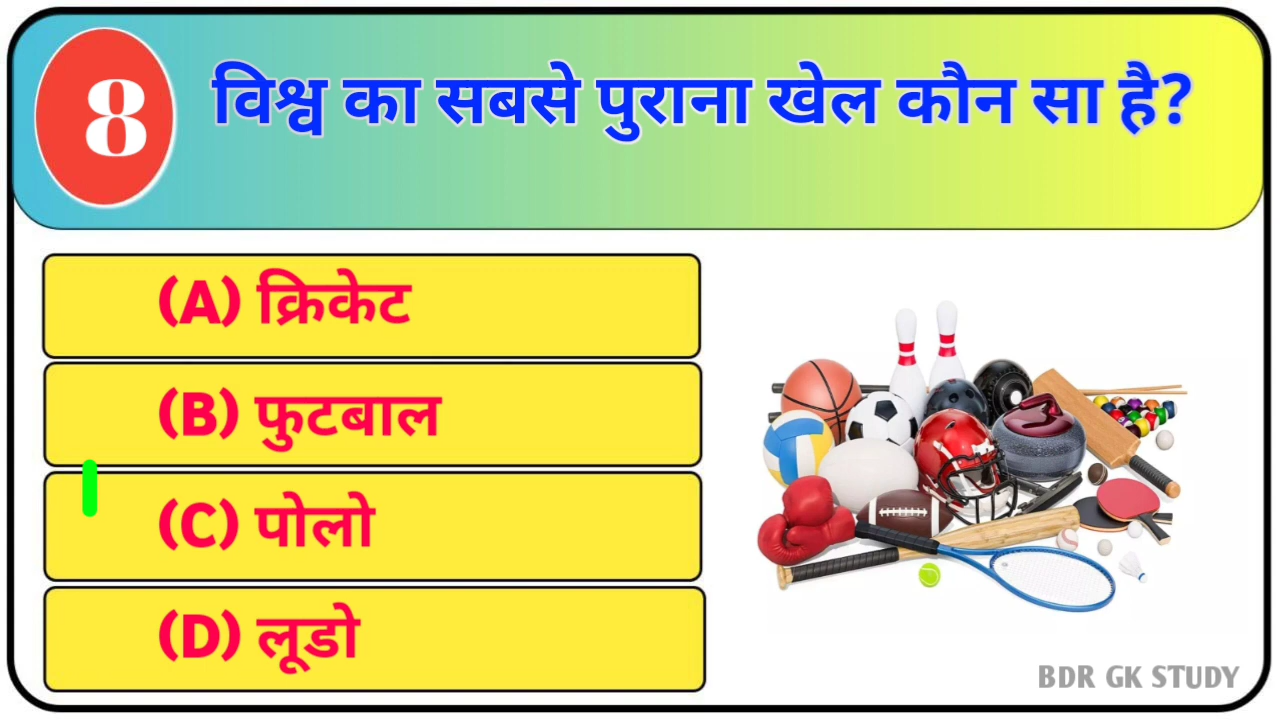 8
विश्व का सबसे पुराना खेल कौन सा है?
(A) क्रिकेट
(B) फुटबाल
(C) पोलो
(D) लूडो
BDR GK STUDY